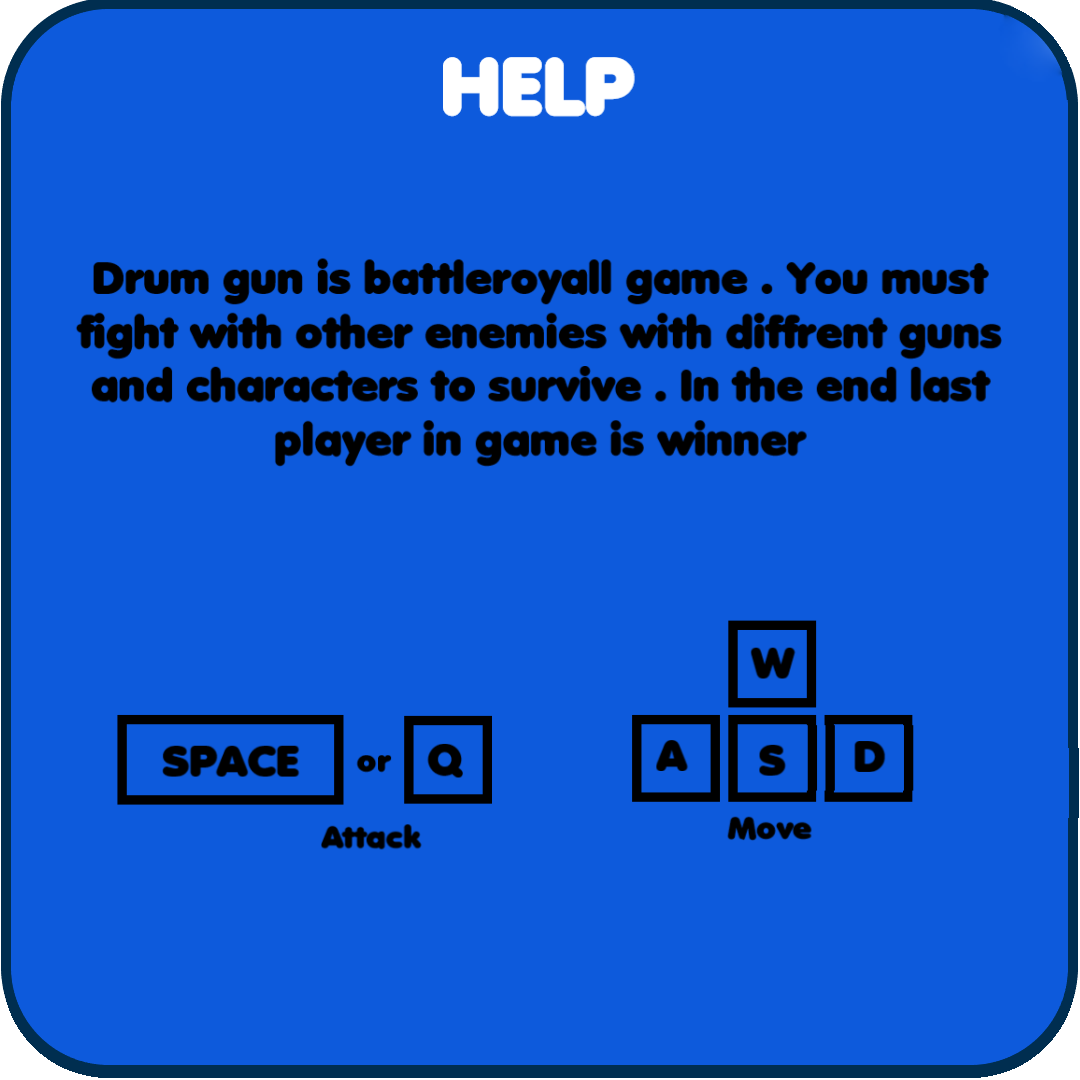 HELP
Drum gun is battleroyall game . You must
fight with other enemies with diffrent guns
and characters to survive . In the end last
player in game is winner
W
SPACE or Q A S D
Attack Move